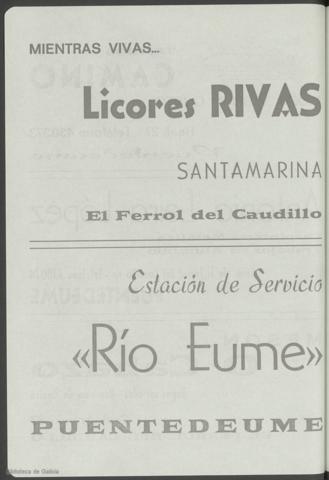 MIENTRAS VIVAS...
Licores RIVAS
SANTAMARINA
El Ferrol del Caudillo
Estación de Servicio
«Río Eume»
PUENTEDEUME
Biblioteca de Galicia